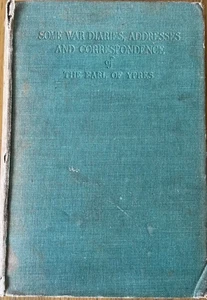 SOME WAR DIARIES, ADDRESSES
AND CORRESPONDENCE
OF
THE EARL OF YPRES